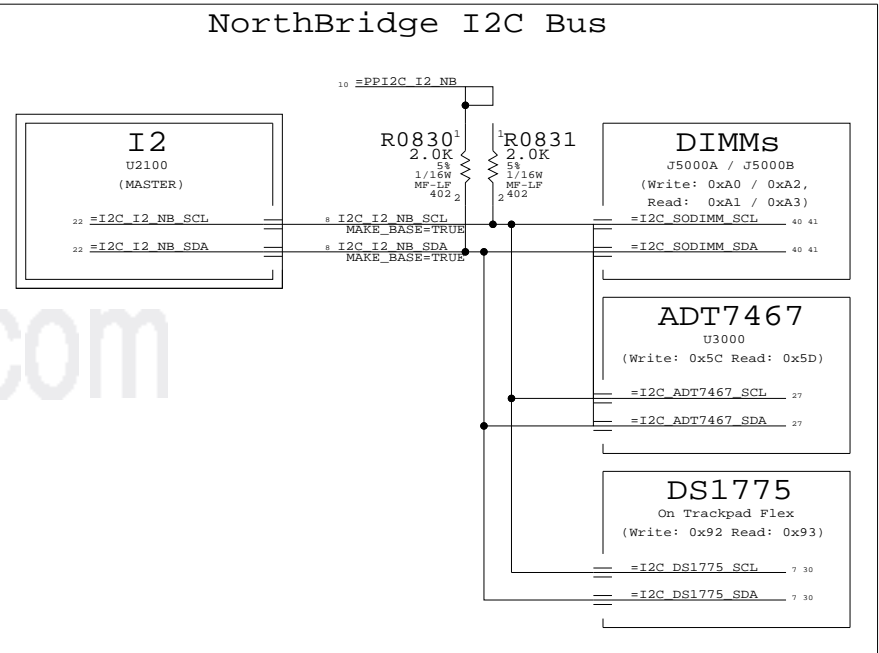 NorthBridge I2C Bus
10 =PPI2C_I2_NB
I2
U2100
(MASTER)
22 =I2C_I2_NB_SCL
22 =I2C_I2_NB_SDA
R0830 1
2.0K
5%
1/16W
MF-LF
402 2
1 R0831
2.0K
5%
1/16W
MF-LF
2 402
8 I2C_I2_NB_SCL
MAKE_BASE=TRUE
8 I2C_I2_NB_SDA
MAKE_BASE=TRUE
DIMMs
J5000A / J5000B
(Write: 0xA0 / 0xA2,
Read: 0xA1 / 0xA3)
=I2C_SODIMM_SCL 40 41
=I2C_SODIMM_SDA 40 41
ADT7467
U3000
(Write: 0x5C Read: 0x5D)
=I2C_ADT7467_SCL 27
=I2C_ADT7467_SDA 27
DS1775
On Trackpad Flex
(Write: 0x92 Read: 0x93)
=I2C_DS1775_SCL 7 30
=I2C_DS1775_SDA 7 30
com